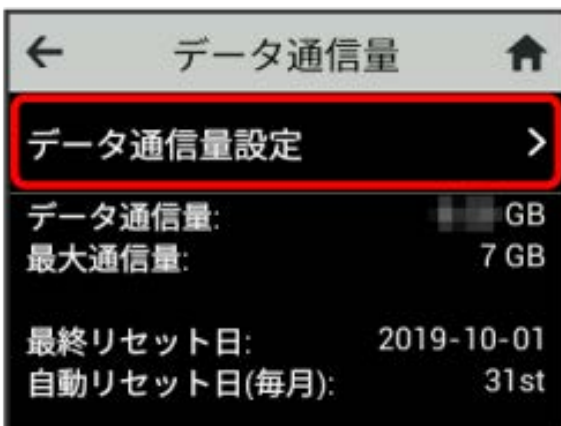 データ通信量
データ通信量設定
データ通信量: GB
最大通信量: 7 GB
最終リセット日: 2019-10-01
自動リセット日(毎月): 31st